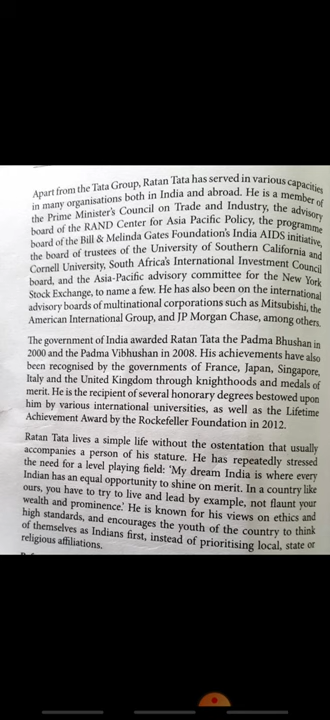 Apart from the Tata Group, Ratan Tata has served in various capacities
in many organisations both in India and abroad. He is a member of
the Prime Minister's Council on Trade and Industry, the advisory
board of the RAND Center for Asia Pacific Policy, the programme
board of the Bill & Melinda Gates Foundation's India AIDS initiative,
the board of trustees of the University of Southern California and
Cornell University, South Africa's International Investment Council
board, and the Asia-Pacific advisory committee for the New York
Stock Exchange, to name a few. He has also been on the international
advisory boards of multinational corporations such as Mitsubishi, the
American International Group, and JP Morgan Chase, among others.
The government of India awarded Ratan Tata the Padma Bhushan in
2000 and the Padma Vibhushan in 2008. His achievements have also
been recognised by the governments of France, Japan, Singapore,
Italy and the United Kingdom through knighthoods and medals of
merit. He is the recipient of several honorary degrees bestowed upon
him by various international universities, as well as the Lifetime
Achievement Award by the Rockefeller Foundation in 2012.
Ratan Tata lives a simple life without the ostentation that usually
accompanies a person of his stature. He has repeatedly stressed
the need for a level playing field: 'My dream India is where every
Indian has an equal opportunity to shine on merit. In a country like
ours, you have to try to live and lead by example, not flaunt your
wealth and prominence.' He is known for his views on ethics and
high standards, and encourages the youth of the country to think
of themselves as Indians first, instead of prioritising local, state or
religious affiliations.